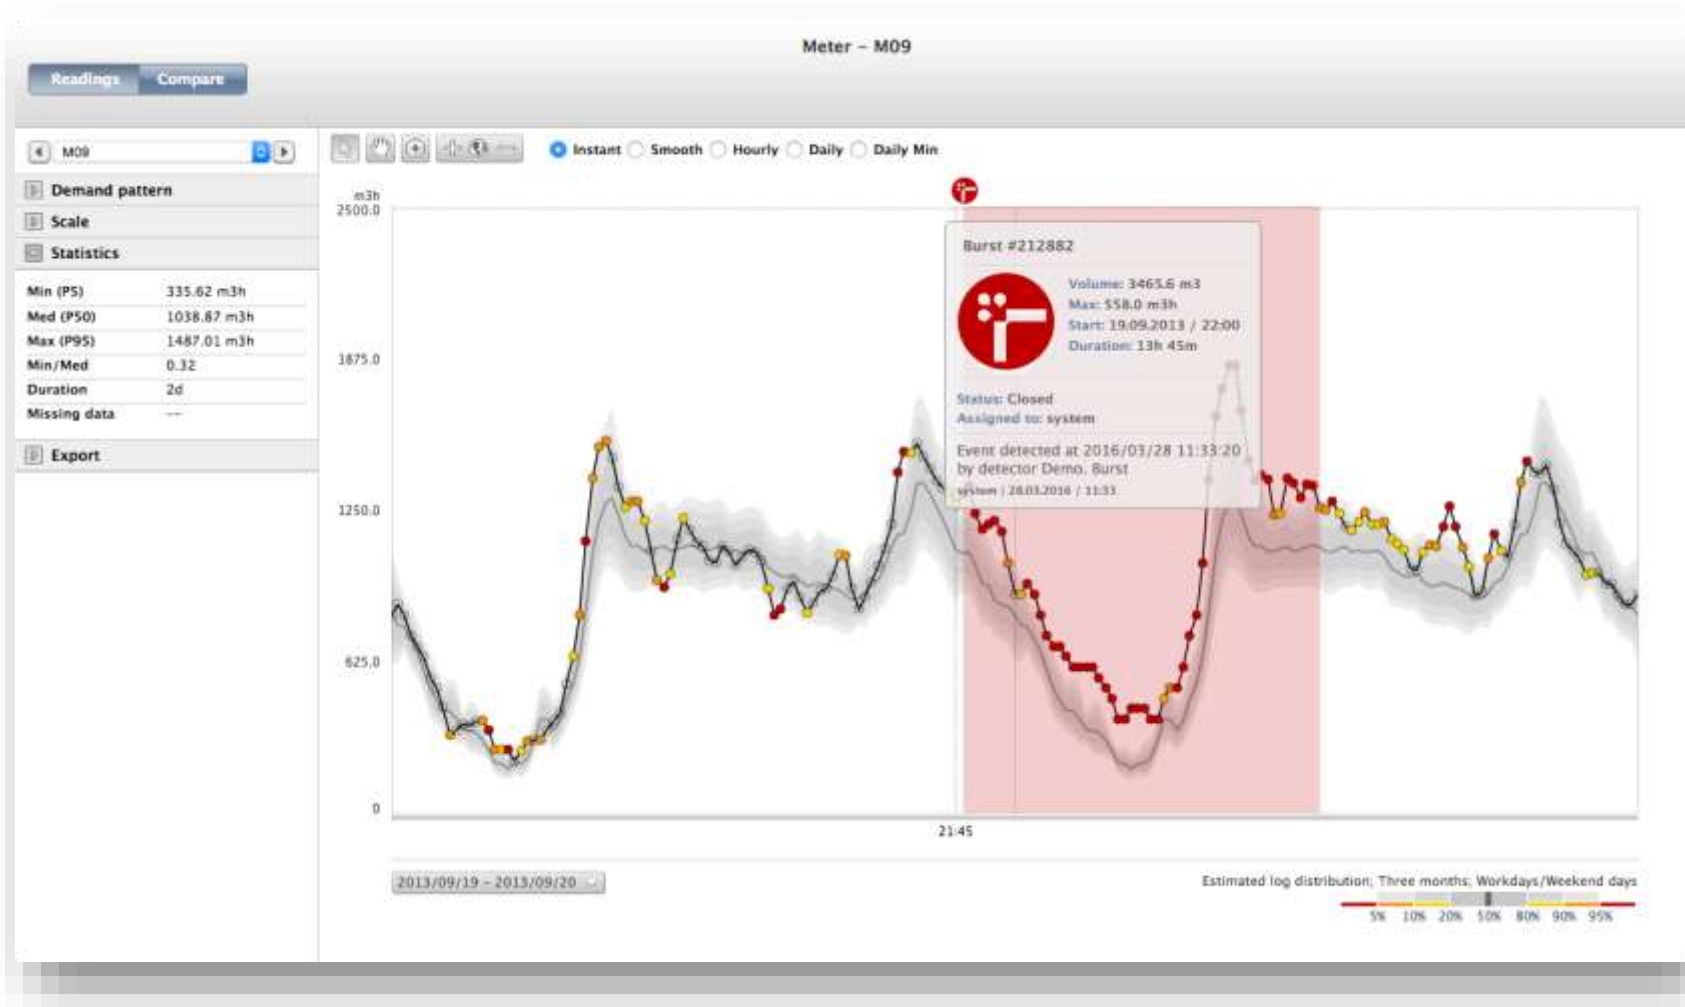 Meter - M09
Readings Compare
M09
Instant Smooth Hourly Daily Daily Min
Demand pattern
Scale
Statistics
Min (P5) 335.62 m3h
Med (P50) 1038.87 m3h
Max (P95) 1487.01 m3h
Min/Med 0.32
Duration 2d
Missing data --
Export
m3h
2500.0
1875.0
1250.0
625.0
0
Burst #212882
Volume: 3465.6 m3
Max: 558.0 m3h
Start: 19.09.2013 / 22:00
Duration: 13h 45m
Status: Closed
Assigned to: system
Event detected at 2016/03/28 11:33:20
by detector Demo. Burst
system | 28.03.2016 / 11:33
21:45
2013/09/19 - 2013/09/20
Estimated log distribution; Three months; Workdays/Weekend days
5% 10% 20% 50% 80% 90% 95%